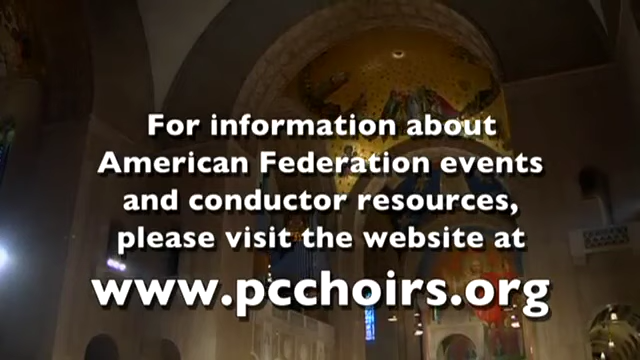 For information about
American Federation events
and conductor resources,
please visit the website at
www.pcchoirs.org